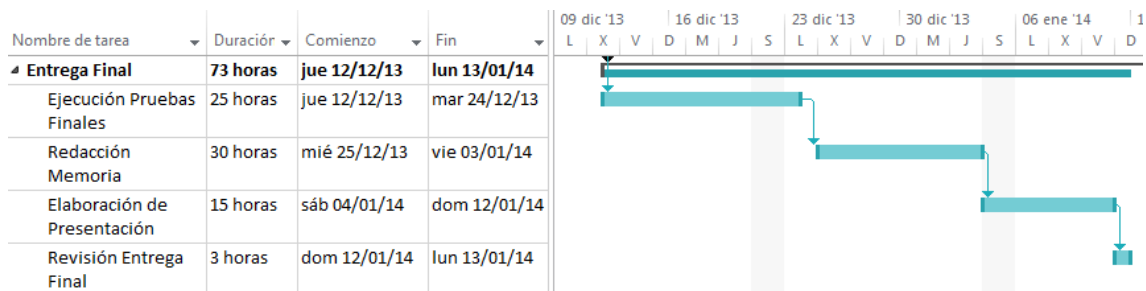 09 dic '13 16 dic '13 23 dic '13 30 dic '13 06 ene '14 1
Nombre de tarea Duración Comienzo Fin L X V D M J S L X V D M J S L X V D
Entrega Final 73 horas jue 12/12/13 lun 13/01/14
Ejecución Pruebas 25 horas jue 12/12/13 mar 24/12/13
Finales
Redacción 30 horas mié 25/12/13 vie 03/01/14
Memoria
Elaboración de 15 horas sáb 04/01/14 dom 12/01/14
Presentación
Revisión Entrega 3 horas dom 12/01/14 lun 13/01/14
Final